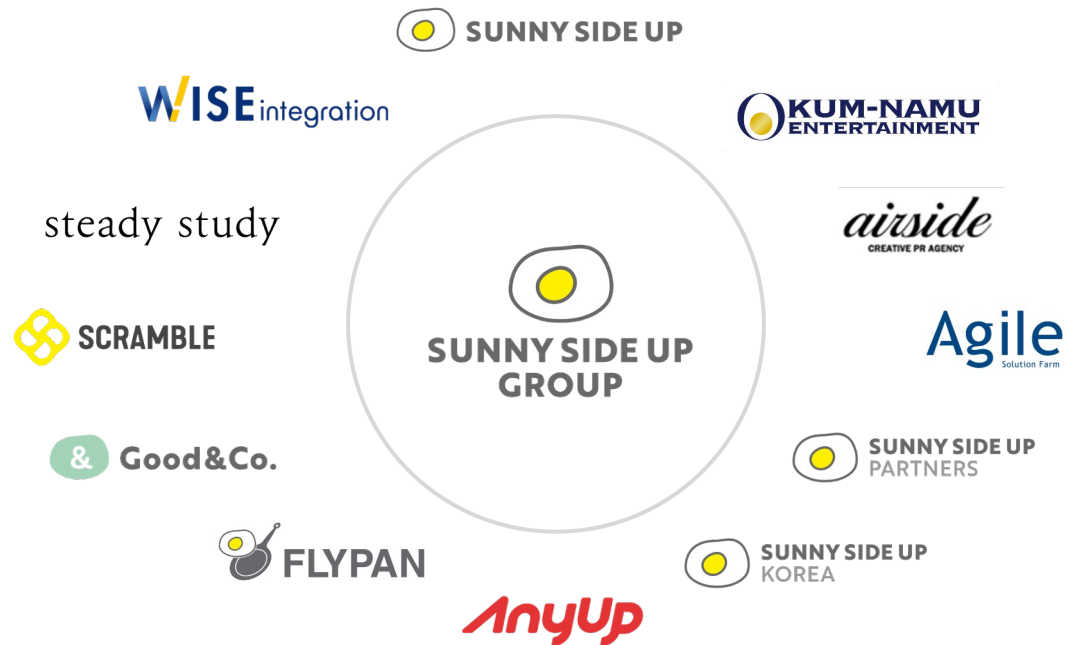 SUNNY SIDE UP
WISE integration
KUM-NAMU
ENTERTAINMENT
steady study
airside
CREATIVE PR AGENCY
SUNNY SIDE UP
GROUP
SCRAMBLE
Agile
Solution Farm
& Good&Co.
SUNNY SIDE UP
PARTNERS
FLYPAN
SUNNY SIDE UP
KOREA
AnyUp